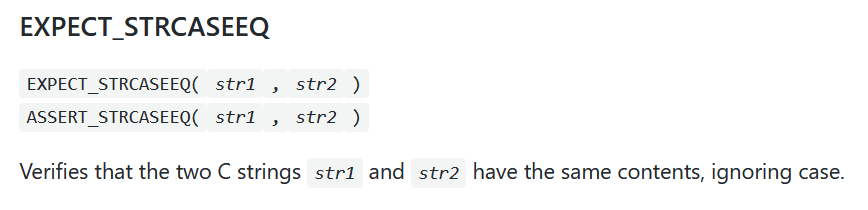 EXPECT_STRCASEEQ
EXPECT_STRCASEEQ( str1 , str2 )
ASSERT_STRCASEEQ( str1 , str2 )
Verifies that the two C strings str1 and str2 have the same contents, ignoring case.